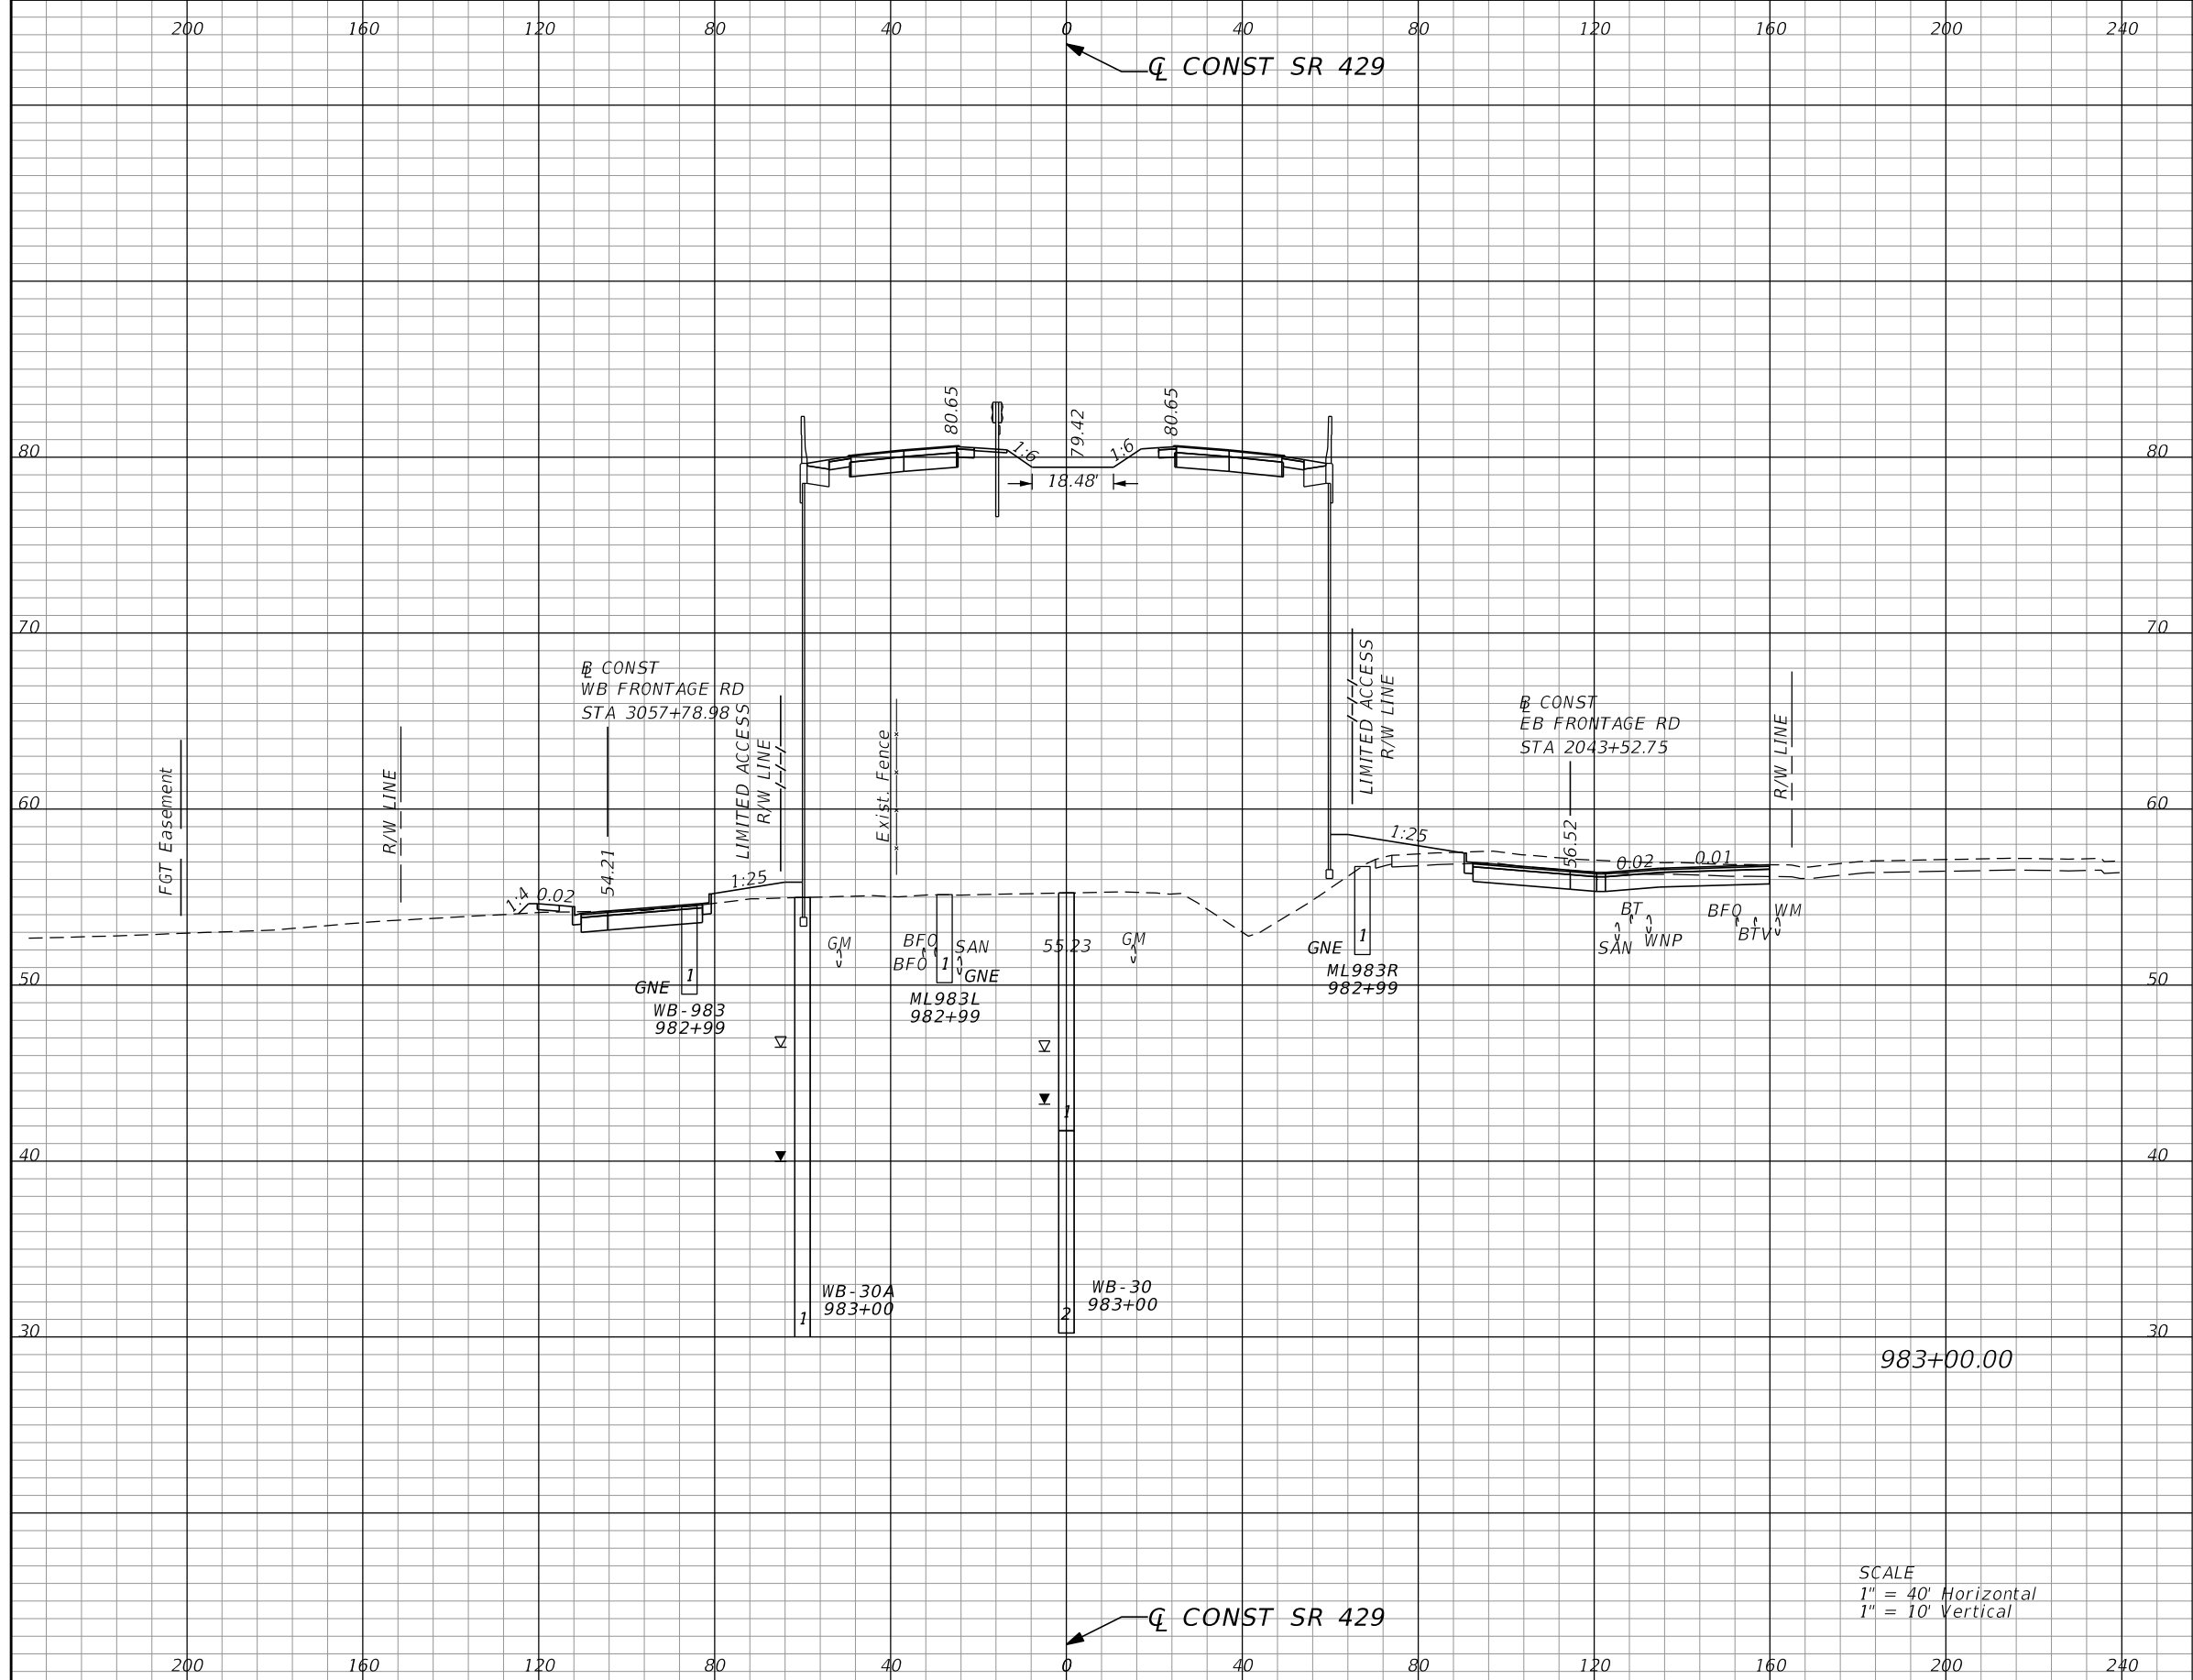 200 160 120 80 40 0 40 80 120 160 200 240
℄ CONST SR 429
80.65
79.42
80.65
1:6
1:6
80 80
18.48'
70 70
B͟L CONST
WB FRONTAGE RD
STA 3057+78.98
LIMITED ACCESS
R/W LINE
Exist. Fence
LIMITED ACCESS
R/W LINE
B͟L CONST
EB FRONTAGE RD
STA 2043+52.75
R/W LINE
FGT Easement
R/W LINE
60 60
54.21
1:4
0.02
1:25
1:25
56.52
0.02
0.01
GM
BFO
BFO
SAN
GNE
55.23
GM
GNE
1
ML983R
982+99
BT
SAN
WNP
BFO
BTV
WM
50 50
GNE
1
WB-983
982+99
1
ML983L
982+99
1
40 40
WB-30A
983+00
1
WB-30
983+00
2
30 30
983+00.00
SCALE
1" = 40' Horizontal
1" = 10' Vertical
℄ CONST SR 429
200 160 120 80 40 0 40 80 120 160 200 240